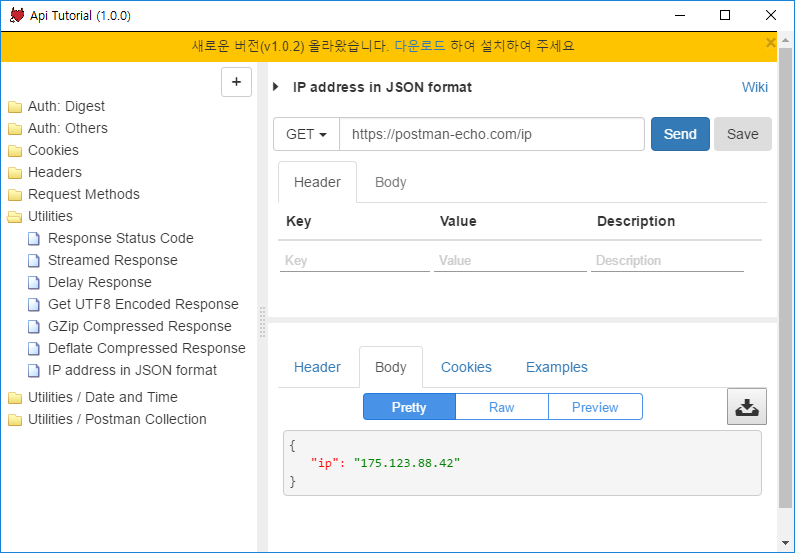 Api Tutorial (1.0.0)
새로운 버전(v1.0.2) 올라왔습니다. 다운로드 하여 설치하여 주세요
+
Auth: Digest
Auth: Others
Cookies
Headers
Request Methods
Utilities
Response Status Code
Streamed Response
Delay Response
Get UTF8 Encoded Response
GZip Compressed Response
Deflate Compressed Response
IP address in JSON format
Utilities / Date and Time
Utilities / Postman Collection
IP address in JSON format Wiki
GET https://postman-echo.com/ip Send Save
Header Body
Key Value Description
Key Value Description
Header Body Cookies Examples
Pretty Raw Preview
{
"ip": "175.123.88.42"
}